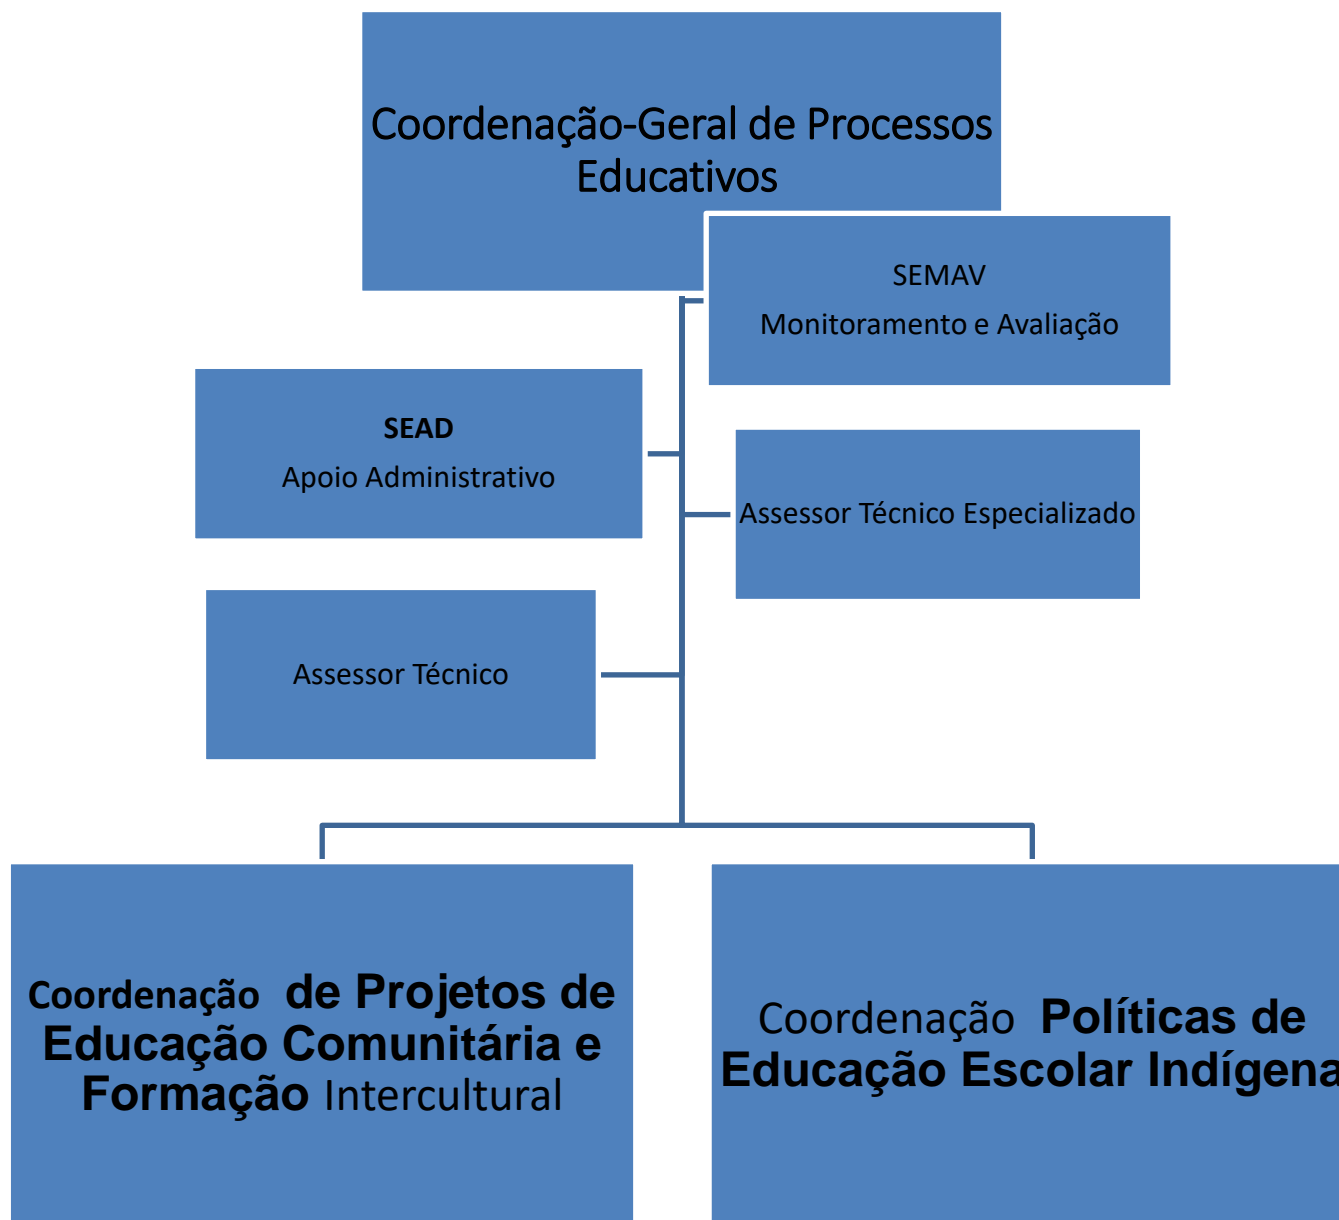 Coordenação-Geral de Processos
Educativos
SEMAV
Monitoramento e Avaliação
SEAD
Apoio Administrativo
Assessor Técnico Especializado
Assessor Técnico
Coordenação de Projetos de
Educação Comunitária e
Formação Intercultural
Coordenação Políticas de
Educação Escolar Indígena